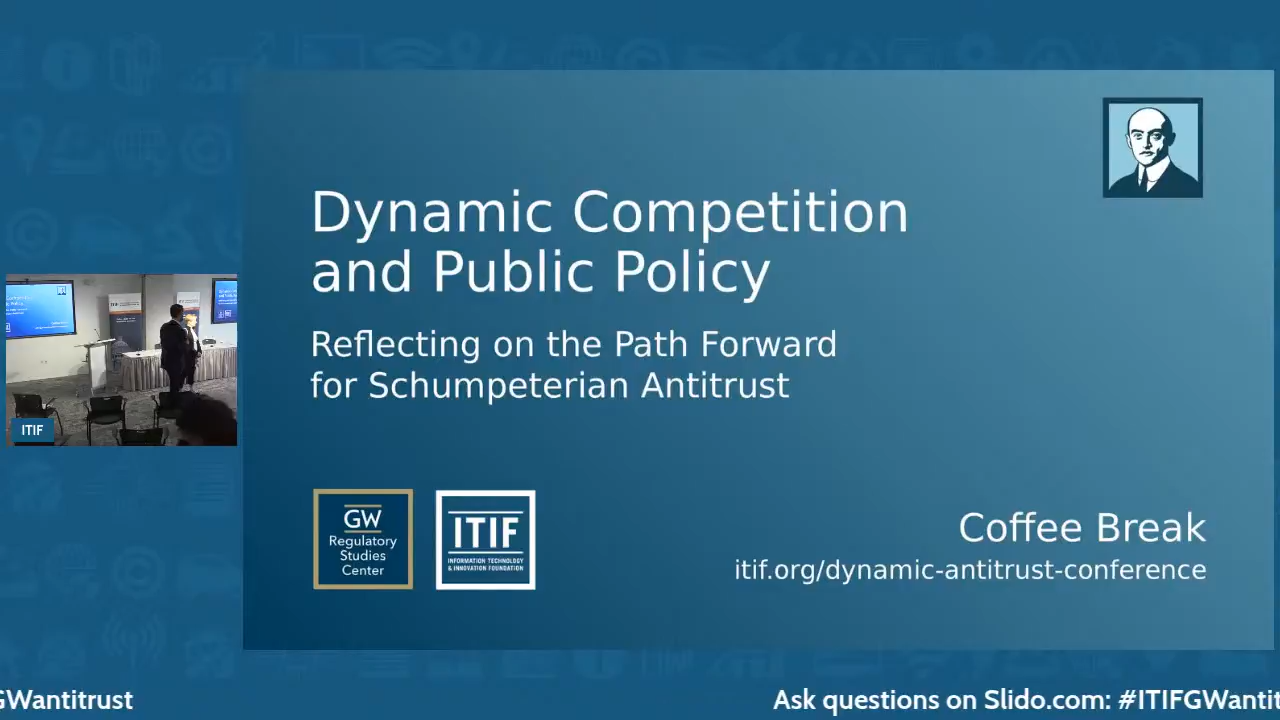 Dynamic Competition
and Public Policy
Reflecting on the Path Forward
for Schumpeterian Antitrust
ITIF
GW
Regulatory
Studies
Center
ITIF
INFORMATION TECHNOLOGY
& INNOVATION FOUNDATION
Coffee Break
itif.org/dynamic-antitrust-conference
GWantitrust
Ask questions on Slido.com: #ITIFGWantit